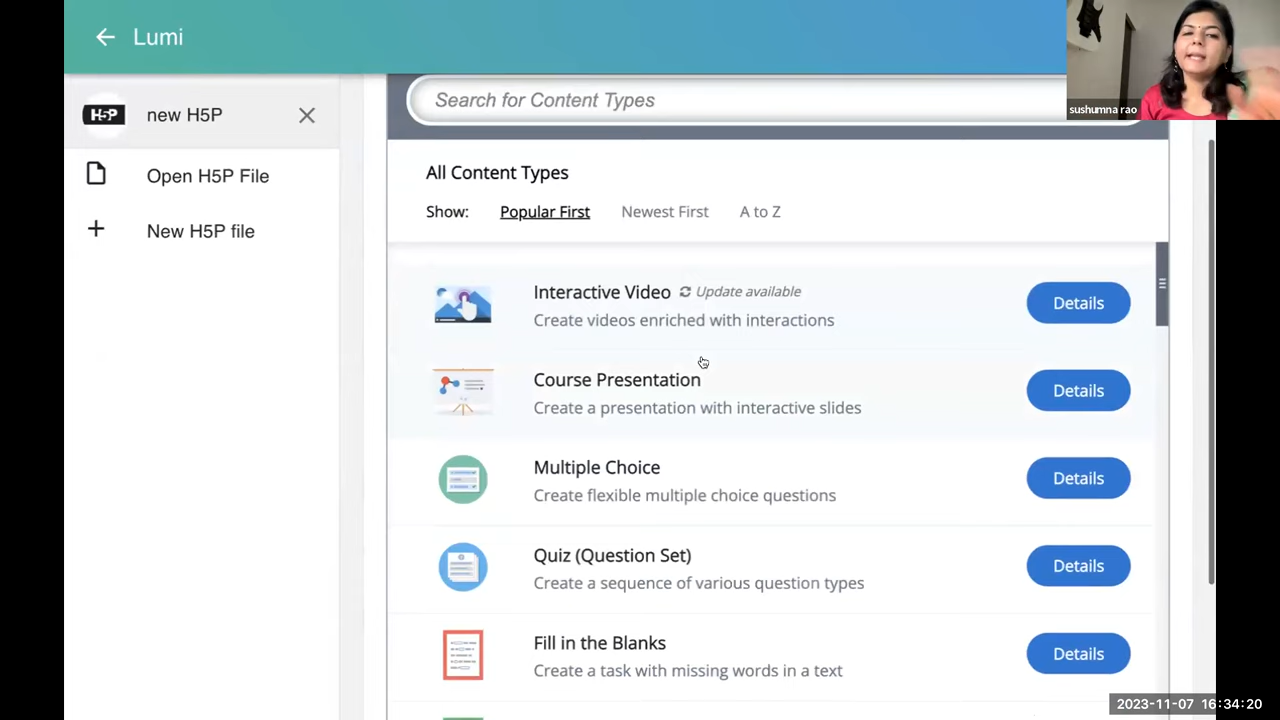 Lumi
sushumna rao
H5P new H5P
Open H5P File
New H5P file
Search for Content Types
All Content Types
Show: Popular First Newest First A to Z
Interactive Video Update available
Create videos enriched with interactions
Details
Course Presentation
Create a presentation with interactive slides
Details
Multiple Choice
Create flexible multiple choice questions
Details
Quiz (Question Set)
Create a sequence of various question types
Details
Fill in the Blanks
Create a task with missing words in a text
Details
2023-11-07 16:34:20